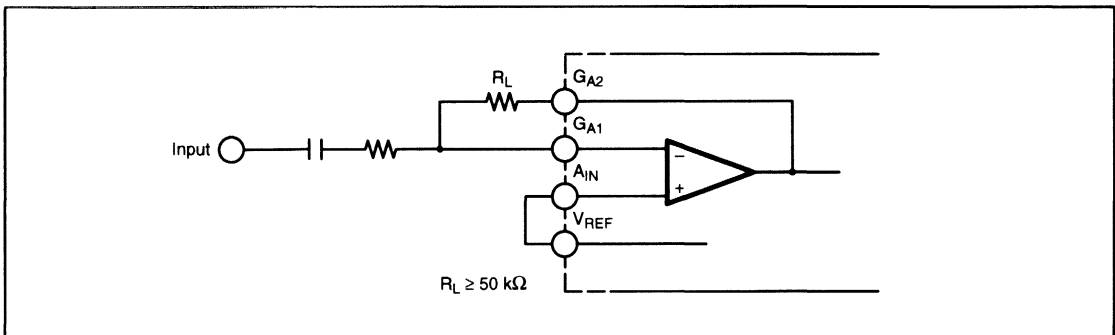 R_L
G_A2
G_A1
Input
A_IN
−
+
V_REF
R_L ≥ 50 kΩ